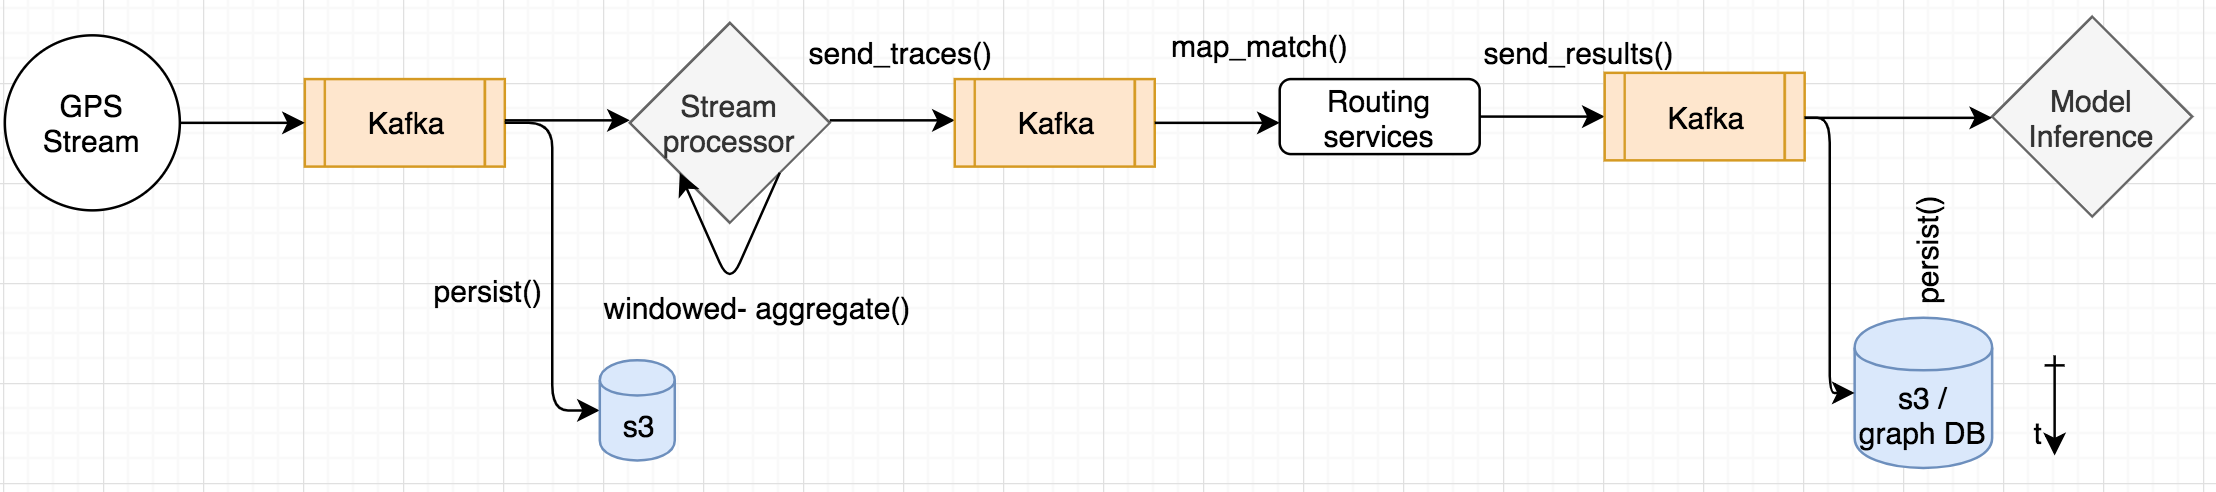 GPS
Stream
Kafka
persist()
s3
Stream
processor
windowed- aggregate()
send_traces()
Kafka
map_match()
Routing
services
send_results()
Kafka
persist()
s3 /
graph DB
t
Model
Inference